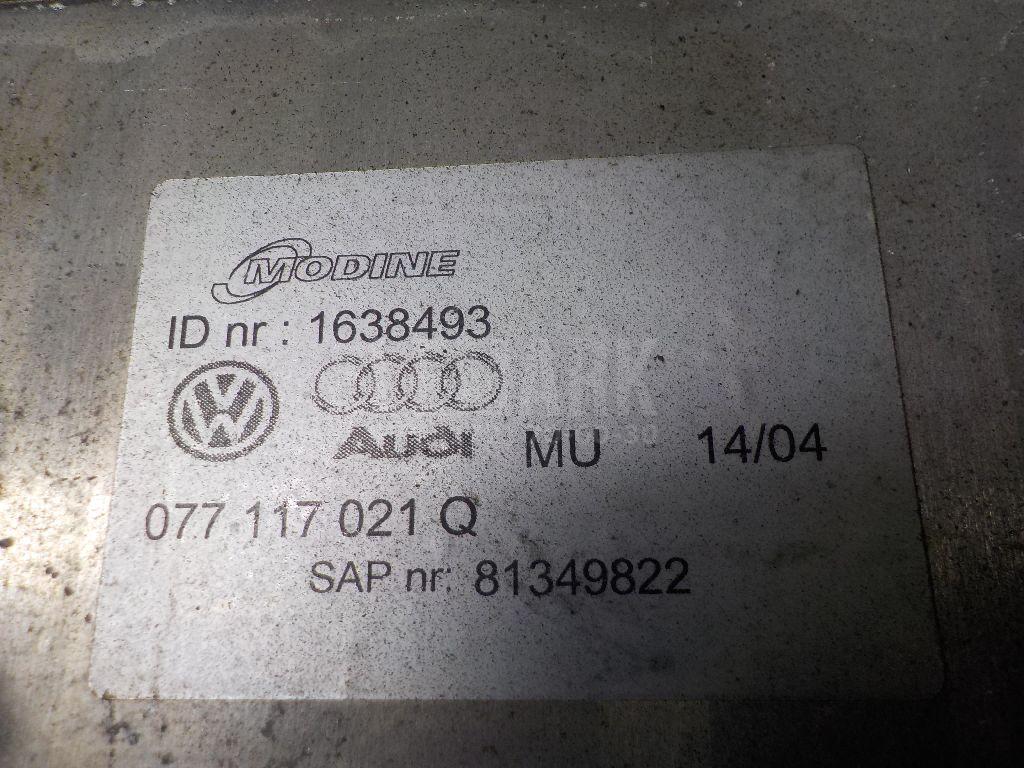 MODINE
ID nr : 1638493
Audi MU 14/04
077 117 021 Q
SAP nr: 81349822